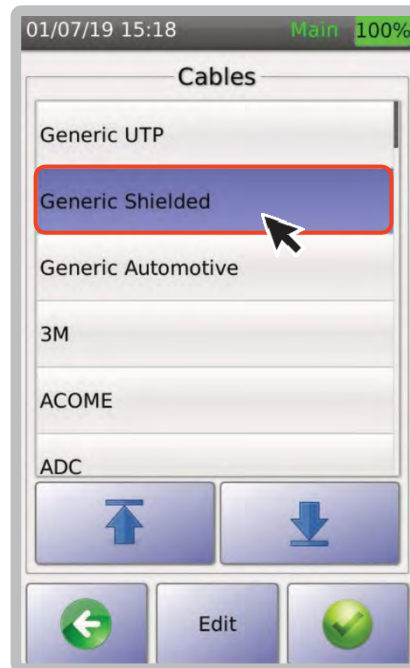 01/07/19 15:18 Main 100%
Cables
Generic UTP
Generic Shielded
Generic Automotive
3M
ACOME
ADC
Edit